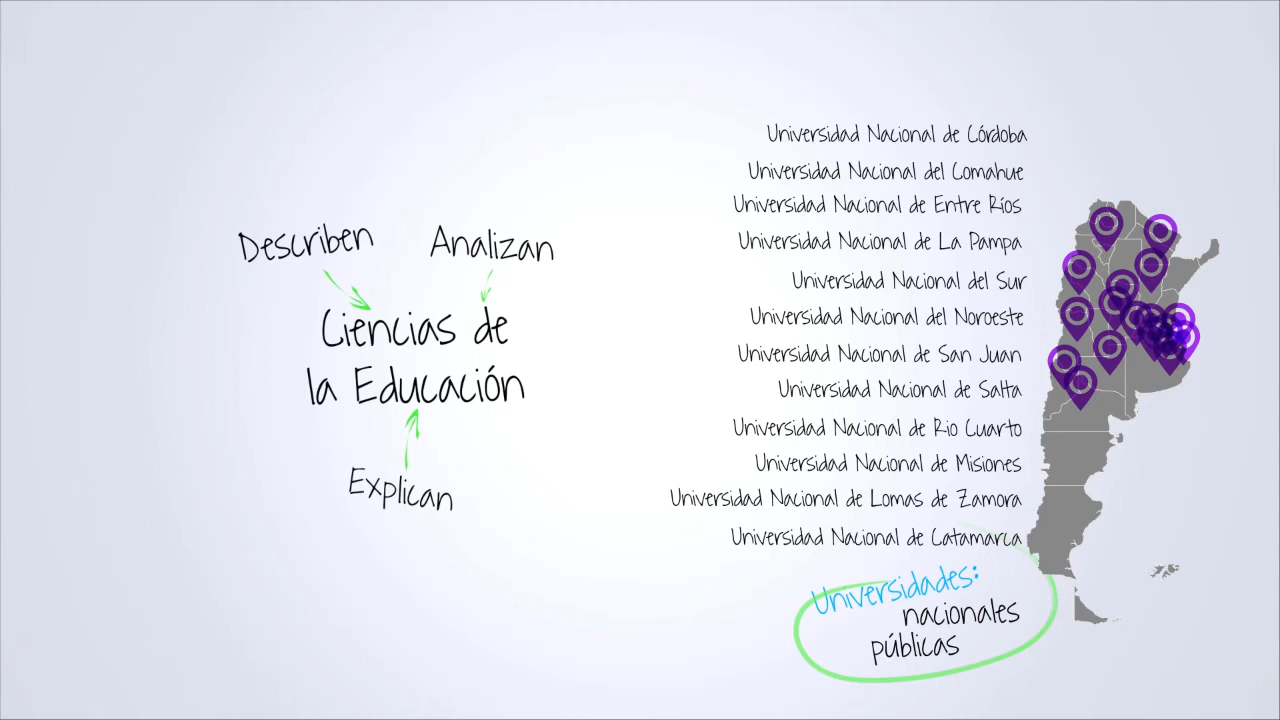 Describen
Analizan
Ciencias de
la Educación
Explican
Universidad Nacional de Córdoba
Universidad Nacional del Comahue
Universidad Nacional de Entre Ríos
Universidad Nacional de La Pampa
Universidad Nacional del Sur
Universidad Nacional del Noroeste
Universidad Nacional de San Juan
Universidad Nacional de Salta
Universidad Nacional de Rio Cuarto
Universidad Nacional de Misiones
Universidad Nacional de Lomas de Zamora
Universidad Nacional de Catamarca
Universidades:
nacionales
públicas